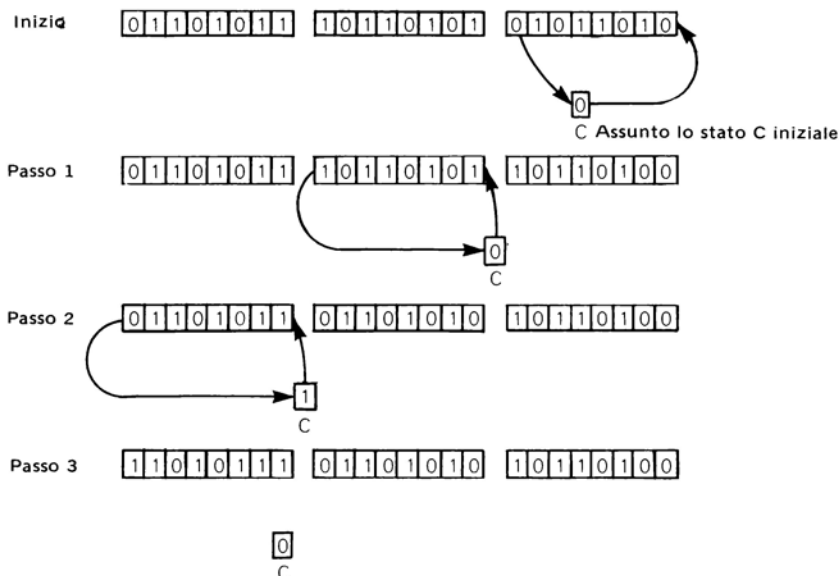 Inizio 0 1 1 0 1 0 1 1 1 0 1 1 0 1 0 1 0 1 0 1 1 0 1 0
0
C Assunto lo stato C iniziale
Passo 1 0 1 1 0 1 0 1 1 1 0 1 1 0 1 0 1 1 0 1 1 0 1 0 0
0
C
Passo 2 0 1 1 0 1 0 1 1 0 1 1 0 1 0 1 0 1 0 1 1 0 1 0 0
1
C
Passo 3 1 1 0 1 0 1 1 1 0 1 1 0 1 0 1 0 1 0 1 1 0 1 0 0
0
C